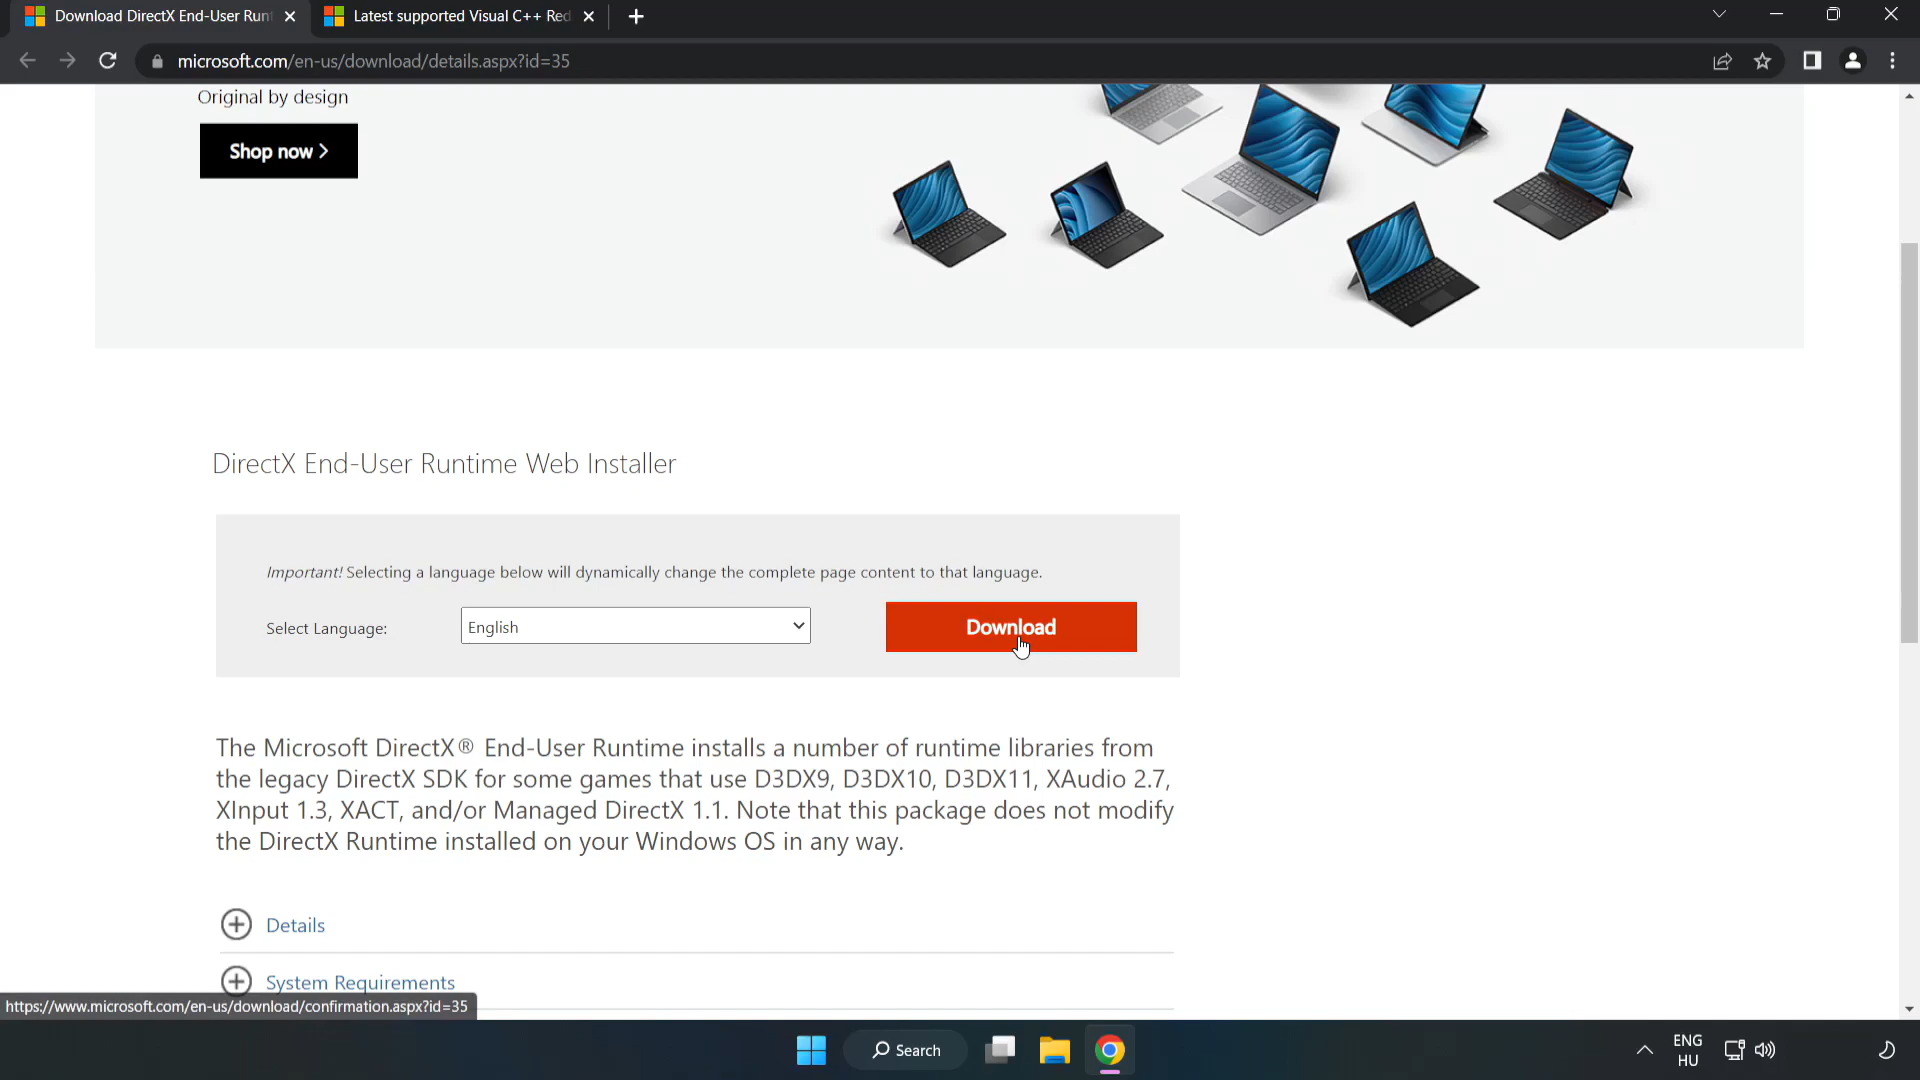 Download DirectX End-User Runt
Latest supported Visual C++ Red
microsoft.com/en-us/download/details.aspx?id=35
Original by design
Shop now >
DirectX End-User Runtime Web Installer
Important! Selecting a language below will dynamically change the complete page content to that language.
Select Language:
English
Download
The Microsoft DirectX® End-User Runtime installs a number of runtime libraries from
the legacy DirectX SDK for some games that use D3DX9, D3DX10, D3DX11, XAudio 2.7,
XInput 1.3, XACT, and/or Managed DirectX 1.1. Note that this package does not modify
the DirectX Runtime installed on your Windows OS in any way.
Details
System Requirements
https://www.microsoft.com/en-us/download/confirmation.aspx?id=35
Search
ENG
HU